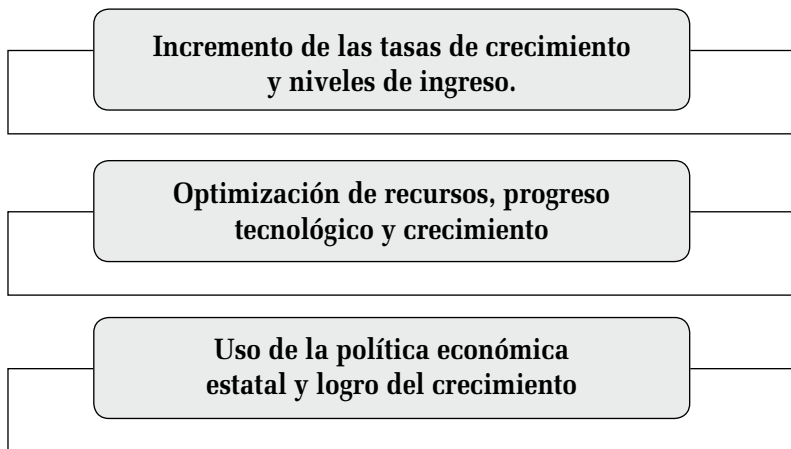 Incremento de las tasas de crecimiento
y niveles de ingreso.
Optimización de recursos, progreso
tecnológico y crecimiento
Uso de la política económica
estatal y logro del crecimiento